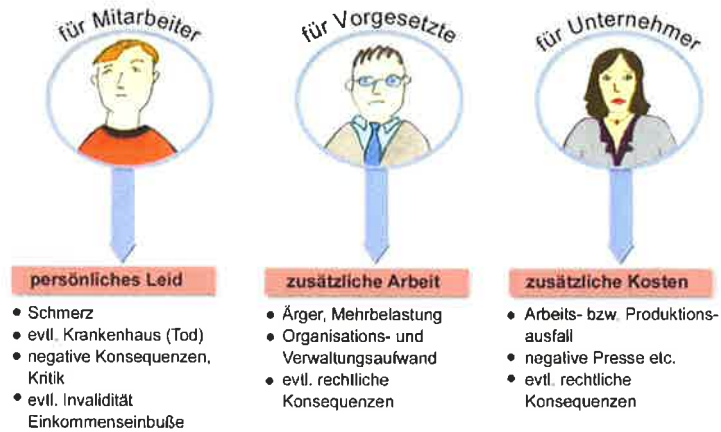 für Mitarbeiter
persönliches Leid
• Schmerz
• evtl. Krankenhaus (Tod)
• negative Konsequenzen,
Kritik
• evtl. Invalidität
Einkommenseinbuße
für Vorgesetzte
zusätzliche Arbeit
• Ärger, Mehrbelastung
• Organisations- und
Verwaltungsaufwand
• evtl. rechtliche
Konsequenzen
für Unternehmer
zusätzliche Kosten
• Arbeits- bzw. Produktions-
ausfall
• negative Presse etc.
• evtl. rechtliche
Konsequenzen